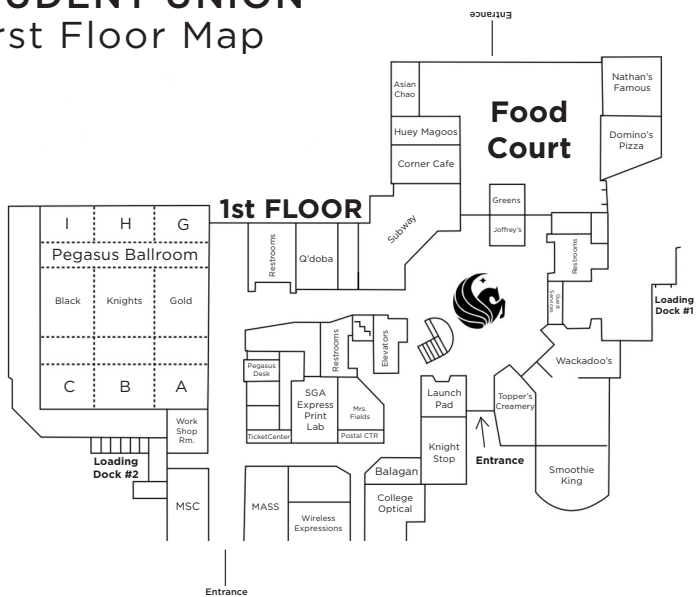 UDENT UNION
rst Floor Map
Entrance
Asian
Chao
Nathan's
Famous
Food
Court
Huey Magoos
Domino's
Pizza
Corner Cafe
1st FLOOR
Greens
Subway
Joffrey's
I
H
G
Pegasus Ballroom
Restrooms
Q'doba
Restrooms
Black
Knights
Gold
Guest
Services
Loading
Dock #1
Restrooms
Elevators
Wackadoo's
Pegasus
Desk
C
B
A
SGA
Express
Print
Lab
Mrs.
Fields
Launch
Pad
Topper's
Creamery
Work
Shop
Rm.
TicketCenter
Postal CTR
Knight
Stop
Entrance
Loading
Dock #2
Balagan
Smoothie
King
MSC
MASS
Wireless
Expressions
College
Optical
Entrance